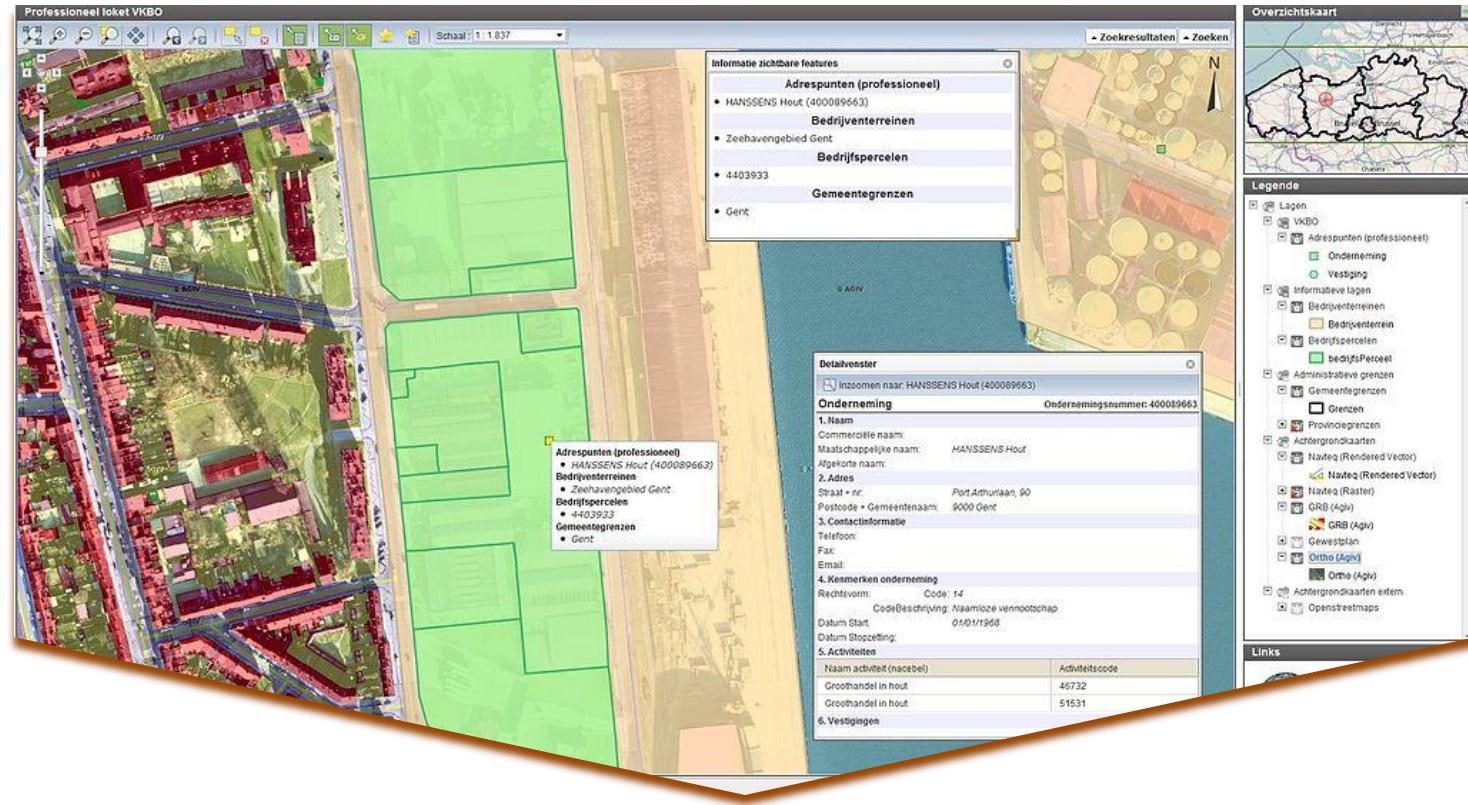 Professioneel loket VKBO
Schaal: 1: 1.837
Zoekresultaten
Zoeken
Informatie zichtbare features
Adrespunten (professioneel)
HANSSENS Hout (400089663)
Bedrijventerreinen
Zeehavengebied Gent
Bedrijfspercelen
4403933
Gemeentegrenzen
Gent
N
© AGIV
Adrespunten (professioneel)
HANSSENS Hout (400089663)
Bedrijventerreinen
Zeehavengebied Gent
Bedrijfspercelen
4403933
Gemeentegrenzen
Gent
Detailvenster
Inzoomen naar: HANSSENS Hout (400089663)
Onderneming Ondernemingsnummer: 400089663
1. Naam
Commerciële naam:
Maatschappelijke naam: HANSSENS Hout
Afgekorte naam:
2. Adres
Straat + nr: Port Arthurlaan, 90
Postcode + Gemeentenaam: 9000 Gent
3. Contactinformatie
Telefoon:
Fax:
Email:
4. Kenmerken onderneming
Rechtsvorm: Code: 14
CodeBeschrijving: Naamloze vennootschap
Datum Start: 01/01/1968
Datum Stopzetting:
5. Activiteiten
Naam activiteit (nacebel) Activiteitscode
Groothandel in hout 46732
Groothandel in hout 51531
6. Vestigingen
Overzichtskaart
Legende
Lagen
VKBO
Adrespunten (professioneel)
Onderneming
Vestiging
Informatieve lagen
Bedrijventerreinen
Bedrijventerrein
Bedrijfspercelen
bedrijfsPerceel
Administratieve grenzen
Gemeentegrenzen
Grenzen
Provinciegrenzen
Achtergrondkaarten
Navteq (Rendered Vector)
Navteq (Rendered Vector)
Navteq (Raster)
GRB (Agiv)
GRB (Agiv)
Gewestplan
Ortho (Agiv)
Ortho (Agiv)
Achtergrondkaarten extern
Openstreetmaps
Links